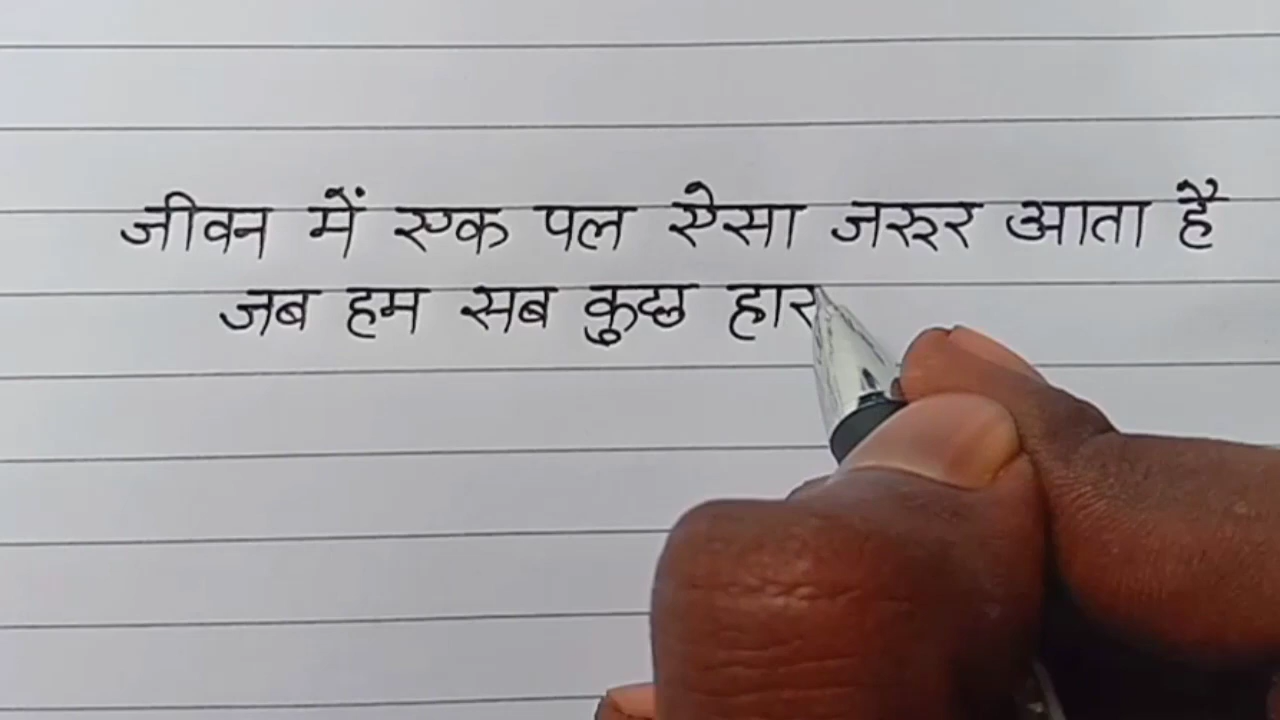 जीवन में एक पल ऐसा जरूर आता है
जब हम सब कुछ हार